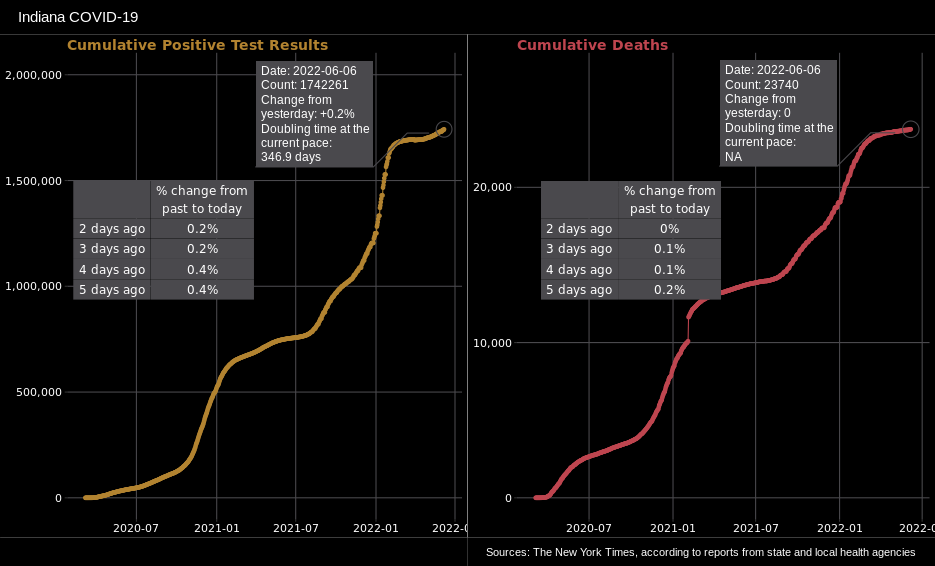 Indiana COVID-19
Cumulative Positive Test Results
2,000,000
1,500,000
1,000,000
500,000
0
Date: 2022-06-06
Count: 1742261
Change from
yesterday: +0.2%
Doubling time at the
current pace:
346.9 days
% change from
past to today
2 days ago 0.2%
3 days ago 0.2%
4 days ago 0.4%
5 days ago 0.4%
2020-07 2021-01 2021-07 2022-01 2022-0
Cumulative Deaths
20,000
10,000
0
Date: 2022-06-06
Count: 23740
Change from
yesterday: 0
Doubling time at the
current pace:
NA
% change from
past to today
2 days ago 0%
3 days ago 0.1%
4 days ago 0.1%
5 days ago 0.2%
2020-07 2021-01 2021-07 2022-01 2022-0
Sources: The New York Times, according to reports from state and local health agencies